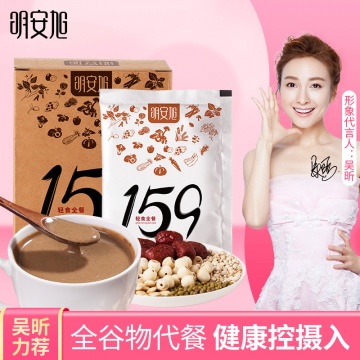 明安旭
形象代言人：吴昕
明安旭
明安旭
159
轻食全餐
159
轻食全餐
吴昕
力荐
全谷物代餐 健康控摄入